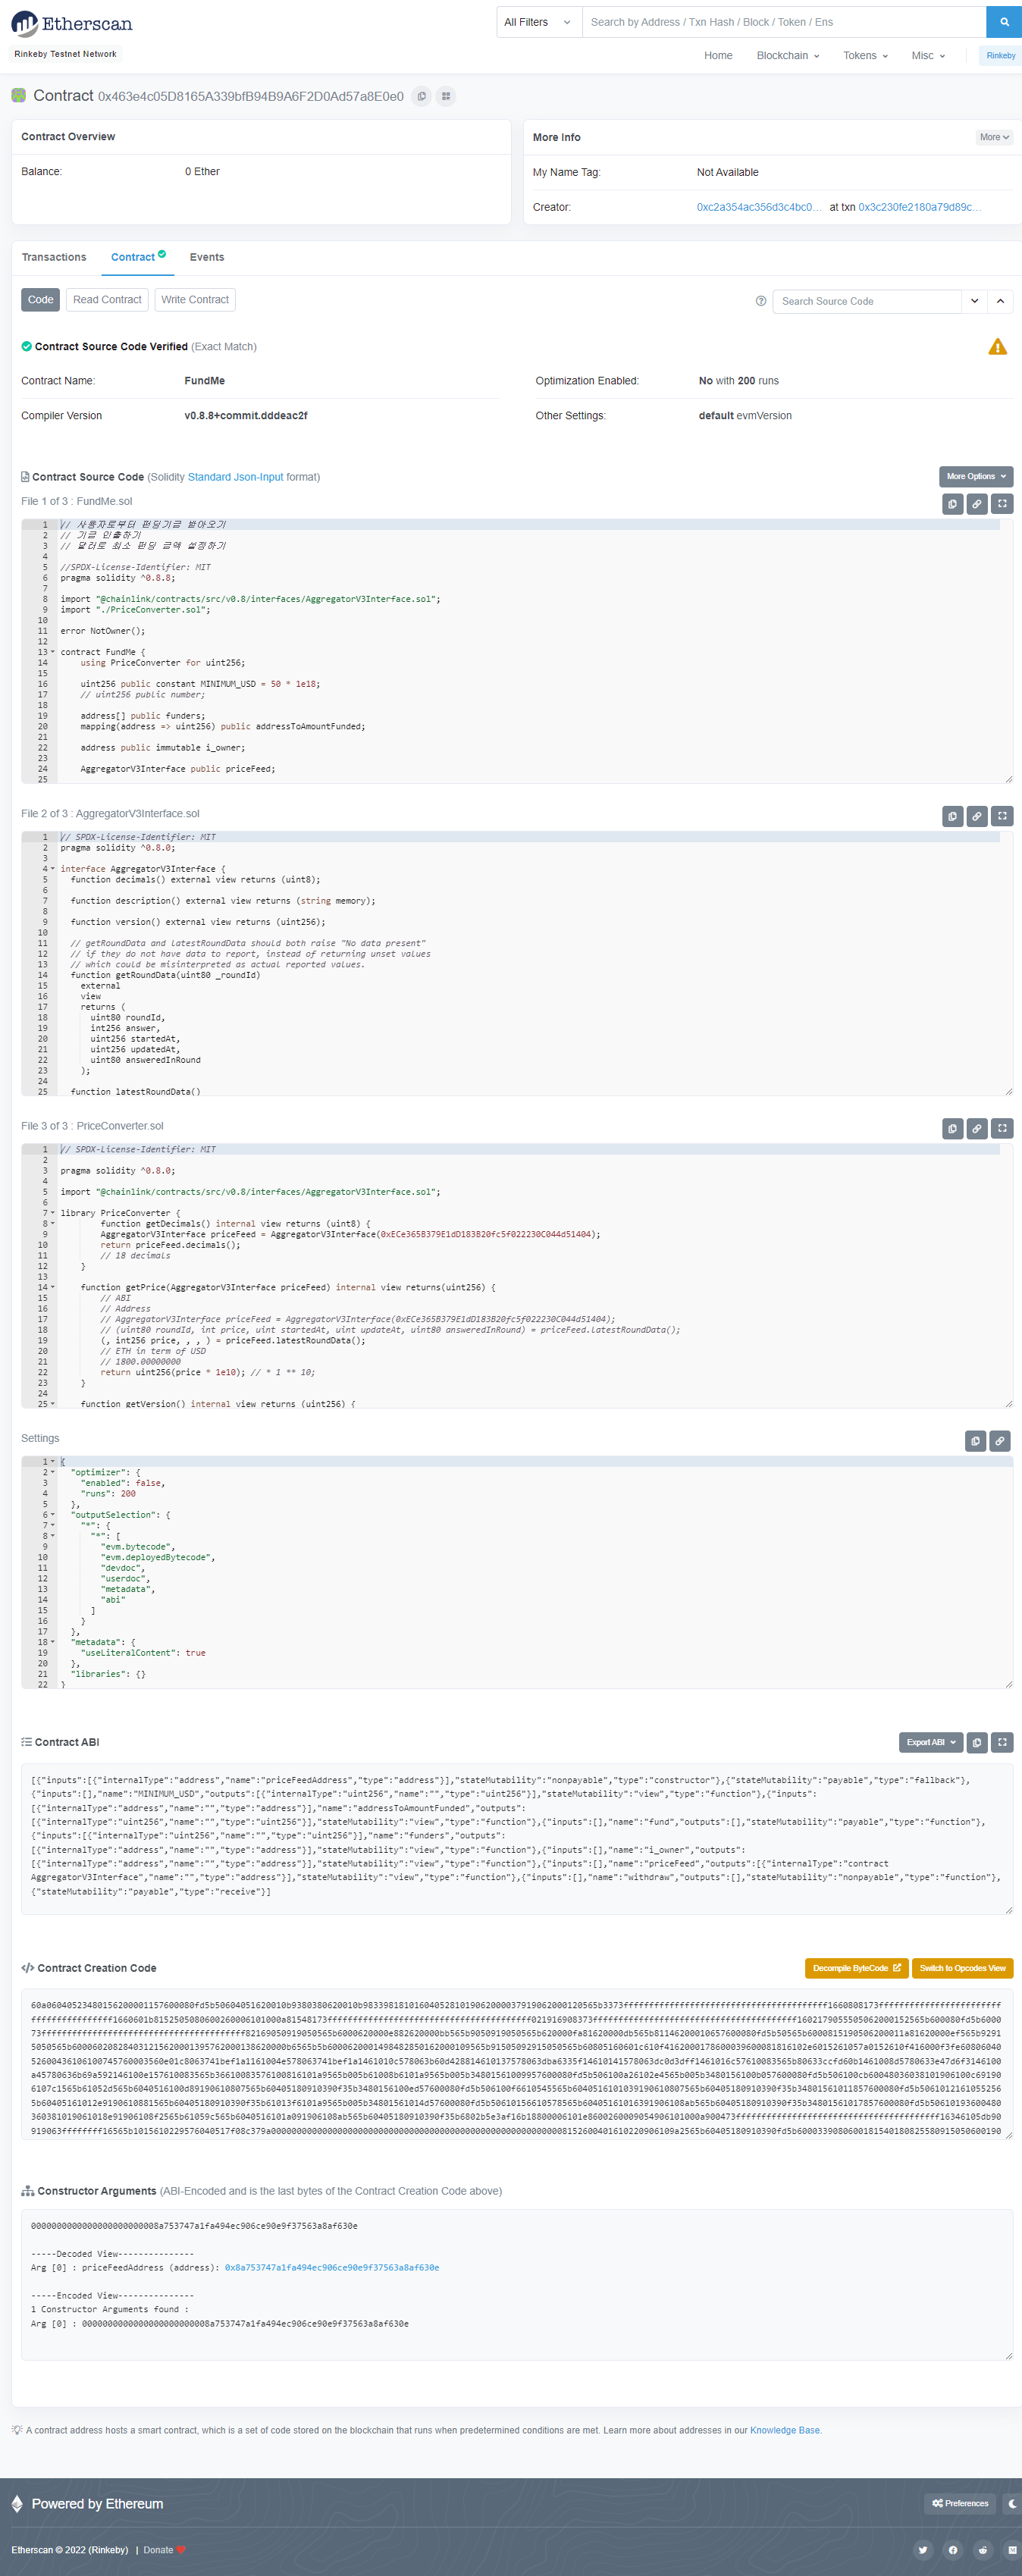 Etherscan
All Filters
Search by Address / Txn Hash / Block / Token / Ens
Rinkeby Testnet Network
Home Blockchain Tokens Misc Rinkeby
Contract 0x463e4c05D8165A339bfB94B9A6F2D0Ad57a8E0e0
Contract Overview
Balance: 0 Ether
More Info
More
My Name Tag: Not Available
Creator: 0xc2a354ac356d3c4bc0... at txn 0x3c230fe2180a79d89c...
Transactions Contract Events
Code Read Contract Write Contract
Search Source Code
Contract Source Code Verified (Exact Match)
Contract Name: FundMe
Optimization Enabled: No with 200 runs
Compiler Version v0.8.8+commit.dddeac2f
Other Settings: default evmVersion
Contract Source Code (Solidity Standard Json-Input format)
More Options
File 1 of 3 : FundMe.sol
1 // 사용자로부터 펀딩기금 받아오기
2 // 기금 인출하기
3 // 달러로 최소 펀딩 금액 설정하기
4
5 //SPDX-License-Identifier: MIT
6 pragma solidity ^0.8.8;
7
8 import "@chainlink/contracts/src/v0.8/interfaces/AggregatorV3Interface.sol";
9 import "./PriceConverter.sol";
10
11 error NotOwner();
12
13 contract FundMe {
14 using PriceConverter for uint256;
15
16 uint256 public constant MINIMUM_USD = 50 * 1e18;
17 // uint256 public number;
18
19 address[] public funders;
20 mapping(address => uint256) public addressToAmountFunded;
21
22 address public immutable i_owner;
23
24 AggregatorV3Interface public priceFeed;
25
File 2 of 3 : AggregatorV3Interface.sol
1 // SPDX-License-Identifier: MIT
2 pragma solidity ^0.8.0;
3
4 interface AggregatorV3Interface {
5 function decimals() external view returns (uint8);
6
7 function description() external view returns (string memory);
8
9 function version() external view returns (uint256);
10
11 // getRoundData and latestRoundData should both raise "No data present"
12 // if they do not have data to report, instead of returning unset values
13 // which could be misinterpreted as actual reported values.
14 function getRoundData(uint80 _roundId)
15 external
16 view
17 returns (
18 uint80 roundId,
19 int256 answer,
20 uint256 startedAt,
21 uint256 updatedAt,
22 uint80 answeredInRound
23 );
24
25 function latestRoundData()
File 3 of 3 : PriceConverter.sol
1 // SPDX-License-Identifier: MIT
2
3 pragma solidity ^0.8.0;
4
5 import "@chainlink/contracts/src/v0.8/interfaces/AggregatorV3Interface.sol";
6
7 library PriceConverter {
8 function getDecimals() internal view returns (uint8) {
9 AggregatorV3Interface priceFeed = AggregatorV3Interface(0xECe365B379E1dD183B20fc5f022230C044d51404);
10 return priceFeed.decimals();
11 // 18 decimals
12 }
13
14 function getPrice(AggregatorV3Interface priceFeed) internal view returns(uint256) {
15 // ABI
16 // Address
17 // AggregatorV3Interface priceFeed = AggregatorV3Interface(0xECe365B379E1dD183B20fc5f022230C044d51404);
18 // (uint80 roundId, int price, uint startedAt, uint updateAt, uint80 answeredInRound) = priceFeed.latestRoundData();
19 (, int256 price, , , ) = priceFeed.latestRoundData();
20 // ETH in term of USD
21 // 1800.00000000
22 return uint256(price * 1e10); // * 1 ** 10;
23 }
24
25 function getVersion() internal view returns (uint256) {
Settings
1 {
2 "optimizer": {
3 "enabled": false,
4 "runs": 200
5 },
6 "outputSelection": {
7 "*": {
8 "*": [
9 "evm.bytecode",
10 "evm.deployedBytecode",
11 "devdoc",
12 "userdoc",
13 "metadata",
14 "abi"
15 ]
16 }
17 },
18 "metadata": {
19 "useLiteralContent": true
20 },
21 "libraries": {}
22 }
Contract ABI
Export ABI
[{"inputs":[{"internalType":"address","name":"priceFeedAddress","type":"address"}],"stateMutability":"nonpayable","type":"constructor"},{"stateMutability":"payable","type":"fallback"},
{"inputs":[],"name":"MINIMUM_USD","outputs":[{"internalType":"uint256","name":"","type":"uint256"}],"stateMutability":"view","type":"function"},{"inputs":
[{"internalType":"address","name":"","type":"address"}],"name":"addressToAmountFunded","outputs":
[{"internalType":"uint256","name":"","type":"uint256"}],"stateMutability":"view","type":"function"},{"inputs":[],"name":"fund","outputs":[],"stateMutability":"payable","type":"function"},
{"inputs":[{"internalType":"uint256","name":"","type":"uint256"}],"name":"funders","outputs":
[{"internalType":"address","name":"","type":"address"}],"stateMutability":"view","type":"function"},{"inputs":[],"name":"i_owner","outputs":
[{"internalType":"address","name":"","type":"address"}],"stateMutability":"view","type":"function"},{"inputs":[],"name":"priceFeed","outputs":[{"internalType":"contract
AggregatorV3Interface","name":"","type":"address"}],"stateMutability":"view","type":"function"},{"inputs":[],"name":"withdraw","outputs":[],"stateMutability":"nonpayable","type":"function"},
{"stateMutability":"payable","type":"receive"}]
Contract Creation Code
Decompile ByteCode Switch to Opcodes View
Constructor Arguments (ABI-Encoded and is the last bytes of the Contract Creation Code above)
0000000000000000000000008a753747a1fa494ec906ce90e9f37563a8af630e
-----Decoded View---------------
Arg [0] : priceFeedAddress (address): 0x8a753747a1fa494ec906ce90e9f37563a8af630e
-----Encoded View---------------
1 Constructor Arguments found :
Arg [0] : 0000000000000000000000008a753747a1fa494ec906ce90e9f37563a8af630e
A contract address hosts a smart contract, which is a set of code stored on the blockchain that runs when predetermined conditions are met. Learn more about addresses in our Knowledge Base.
Powered by Ethereum
Preferences
Etherscan © 2022 (Rinkeby) | Donate